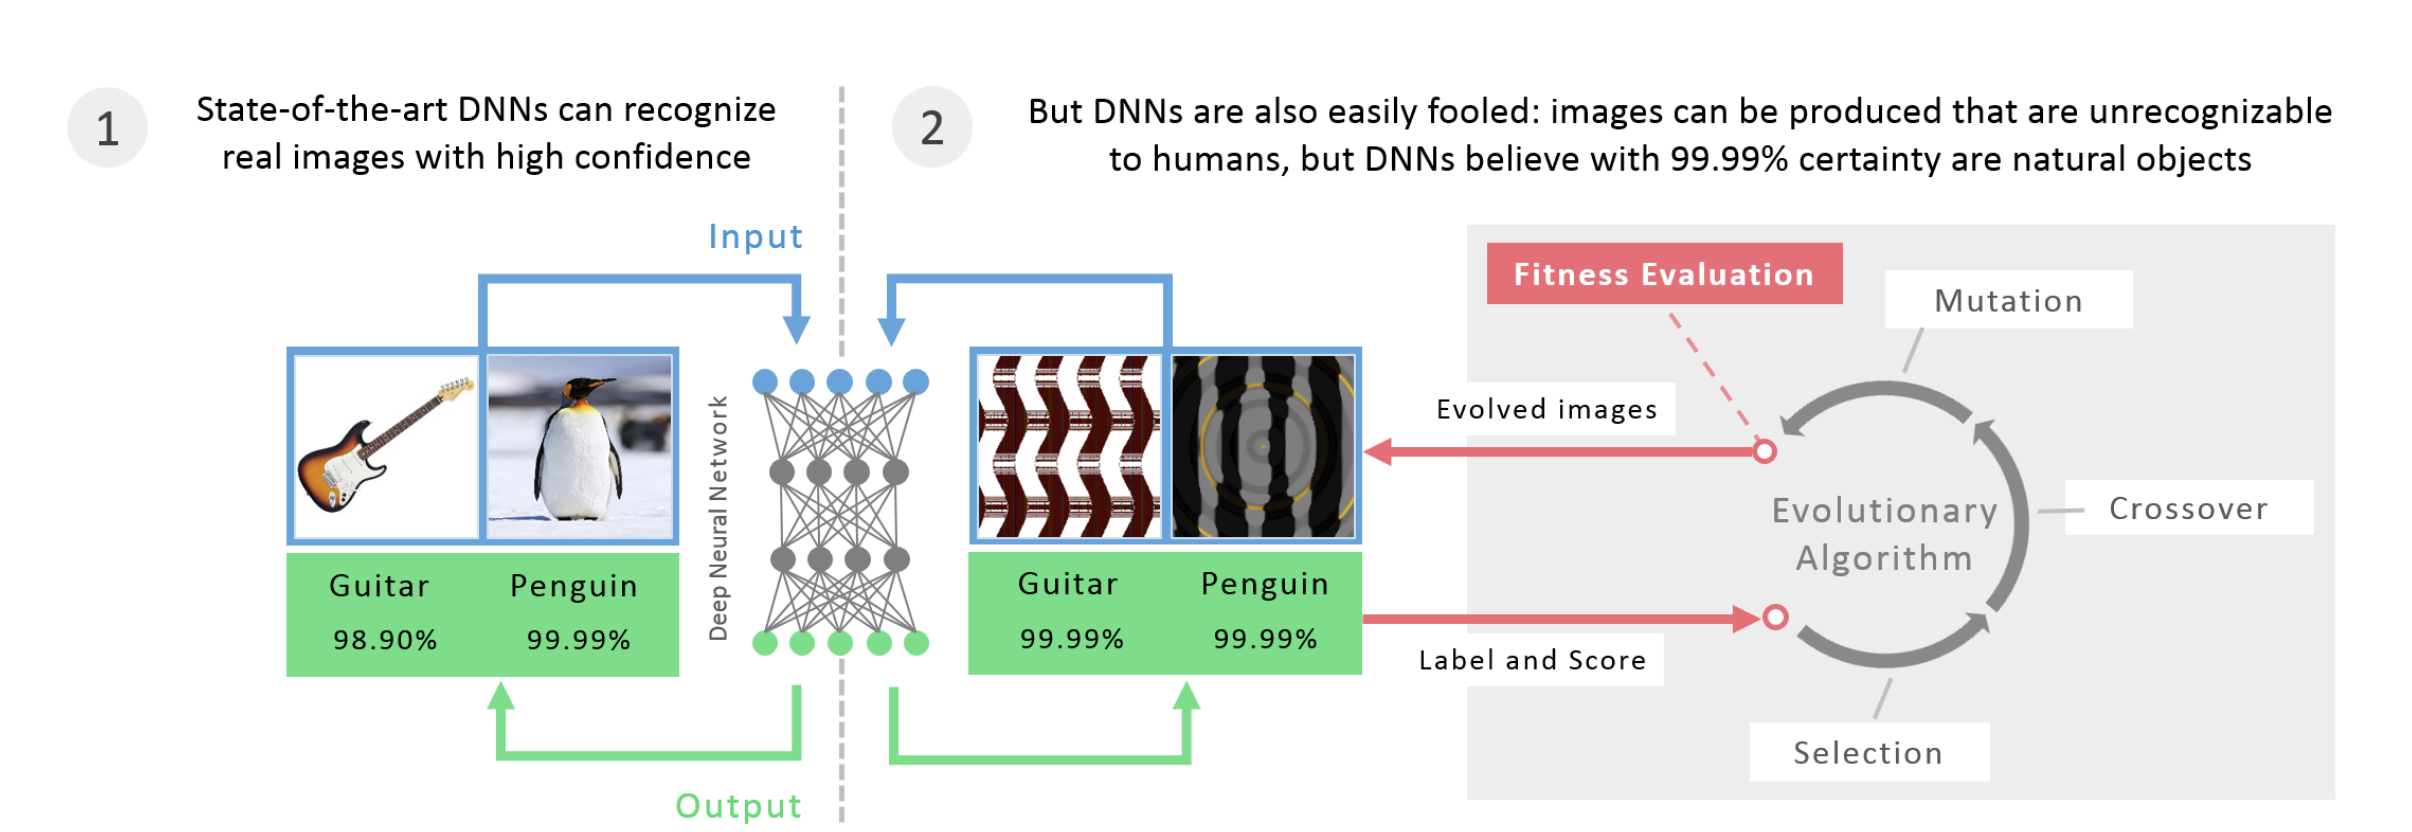 1
State-of-the-art DNNs can recognize
real images with high confidence
2
But DNNs are also easily fooled: images can be produced that are unrecognizable
to humans, but DNNs believe with 99.99% certainty are natural objects
Input
Deep Neural Network
Guitar
Penguin
98.90%
99.99%
Output
Guitar
Penguin
99.99%
99.99%
Evolved images
Label and Score
Fitness Evaluation
Mutation
Crossover
Evolutionary
Algorithm
Selection